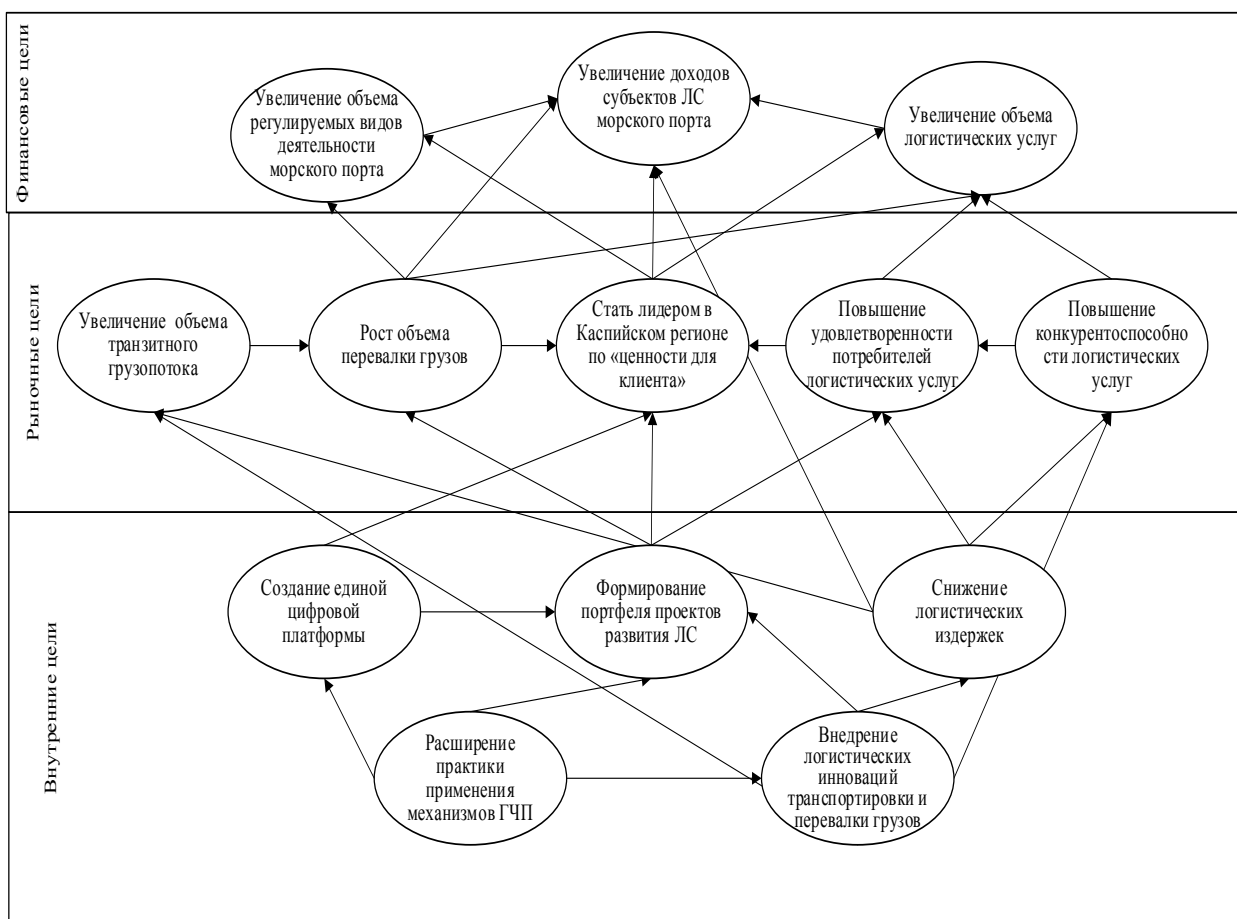 Финансовые цели
Увеличение объема
регулируемых видов
деятельности
морского порта
Увеличение доходов
субъектов ЛС
морского порта
Увеличение объема
логистических услуг
Рыночные цели
Увеличение объема
транзитного
грузопотока
Рост объема
перевалки грузов
Стать лидером в
Каспийском регионе
по «ценности для
клиента»
Повышение
удовлетворенности
потребителей
логистических услуг
Повышение
конкурентоспособно
сти логистических
услуг
Внутренние цели
Создание единой
цифровой
платформы
Формирование
портфеля проектов
развития ЛС
Снижение
логистических
издержек
Расширение
практики
применения
механизмов ГЧП
Внедрение
логистических
инноваций
транспортировки и
перевалки грузов